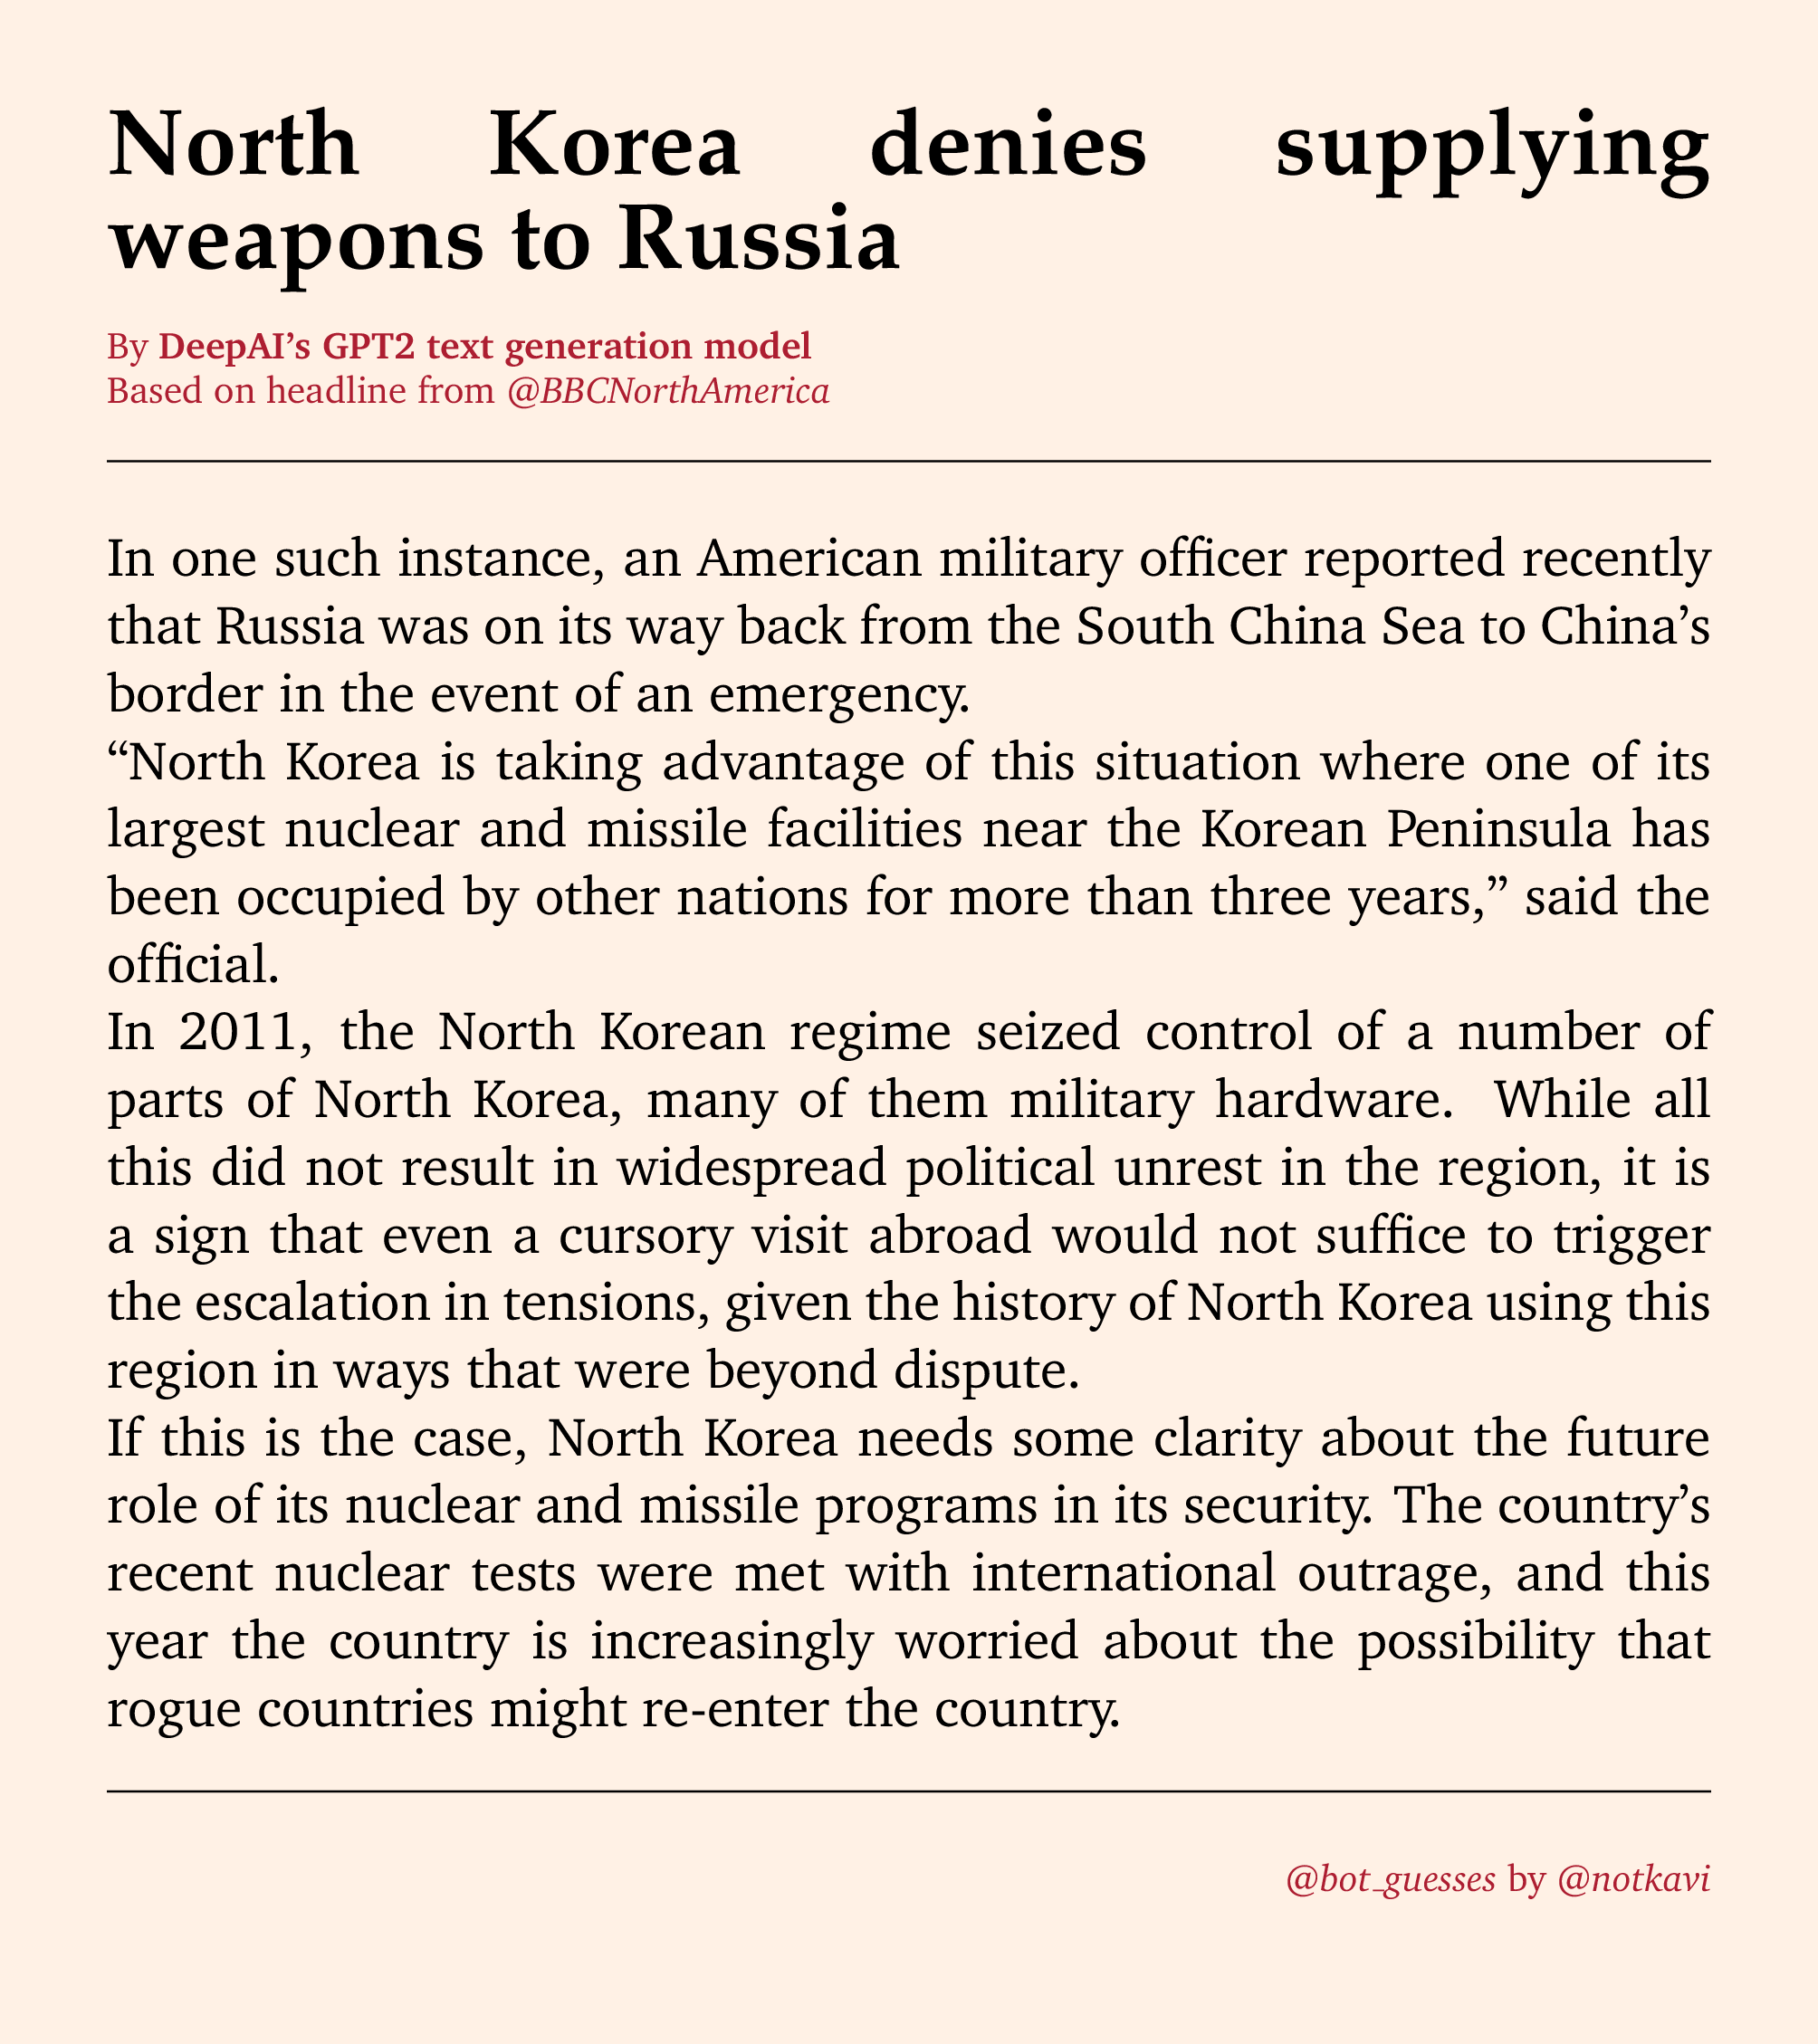 North Korea denies supplying
weapons to Russia
By DeepAI’s GPT2 text generation model
Based on headline from @BBCNorthAmerica
In one such instance, an American military officer reported recently
that Russia was on its way back from the South China Sea to China’s
border in the event of an emergency.
“North Korea is taking advantage of this situation where one of its
largest nuclear and missile facilities near the Korean Peninsula has
been occupied by other nations for more than three years,” said the
official.
In 2011, the North Korean regime seized control of a number of
parts of North Korea, many of them military hardware. While all
this did not result in widespread political unrest in the region, it is
a sign that even a cursory visit abroad would not suffice to trigger
the escalation in tensions, given the history of North Korea using this
region in ways that were beyond dispute.
If this is the case, North Korea needs some clarity about the future
role of its nuclear and missile programs in its security. The country’s
recent nuclear tests were met with international outrage, and this
year the country is increasingly worried about the possibility that
rogue countries might re-enter the country.
@bot_guesses by @notkavi